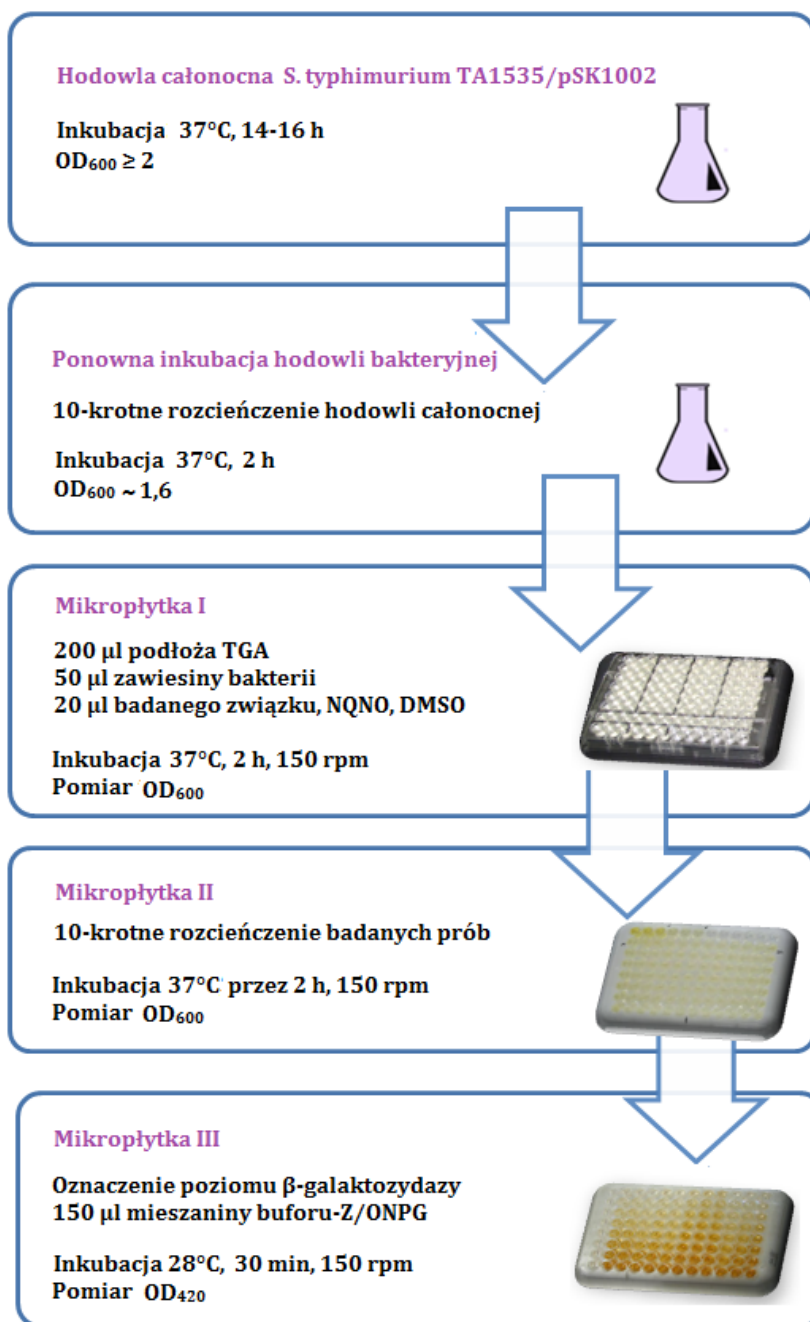 Hodowla całonocna S. typhimurium TA1535/pSK1002
Inkubacja 37°C, 14-16 h
OD₆₀₀ ≥ 2
Ponowna inkubacja hodowli bakteryjnej
10-krotne rozcieńczenie hodowli całonocnej
Inkubacja 37°C, 2 h
OD₆₀₀ ~ 1,6
Mikropłytka I
200 µl podłoża TGA
50 µl zawiesiny bakterii
20 µl badanego związku, NQNO, DMSO
Inkubacja 37°C, 2 h, 150 rpm
Pomiar OD₆₀₀
Mikropłytka II
10-krotne rozcieńczenie badanych prób
Inkubacja 37°C przez 2 h, 150 rpm
Pomiar OD₆₀₀
Mikropłytka III
Oznaczenie poziomu β-galaktozydazy
150 µl mieszaniny buforu-Z/ONPG
Inkubacja 28°C, 30 min, 150 rpm
Pomiar OD₄₂₀